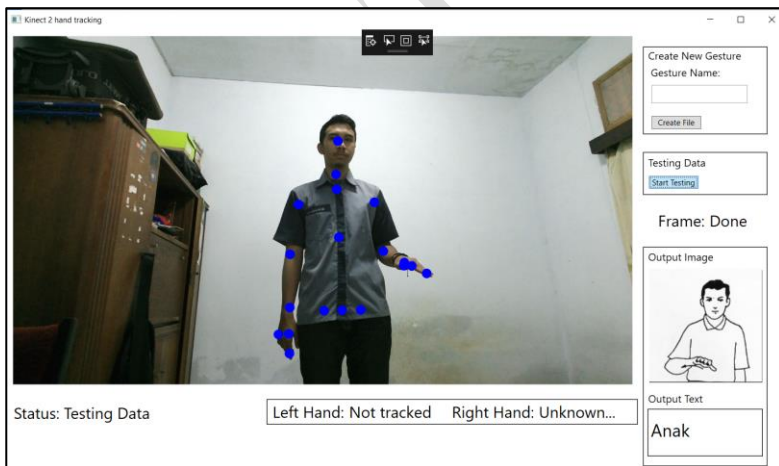 Kinect 2 hand tracking
Create New Gesture
Gesture Name:
Create File
Testing Data
Start Testing
Frame: Done
Output Image
Output Text
Anak
Status: Testing Data
Left Hand: Not tracked Right Hand: Unknown...